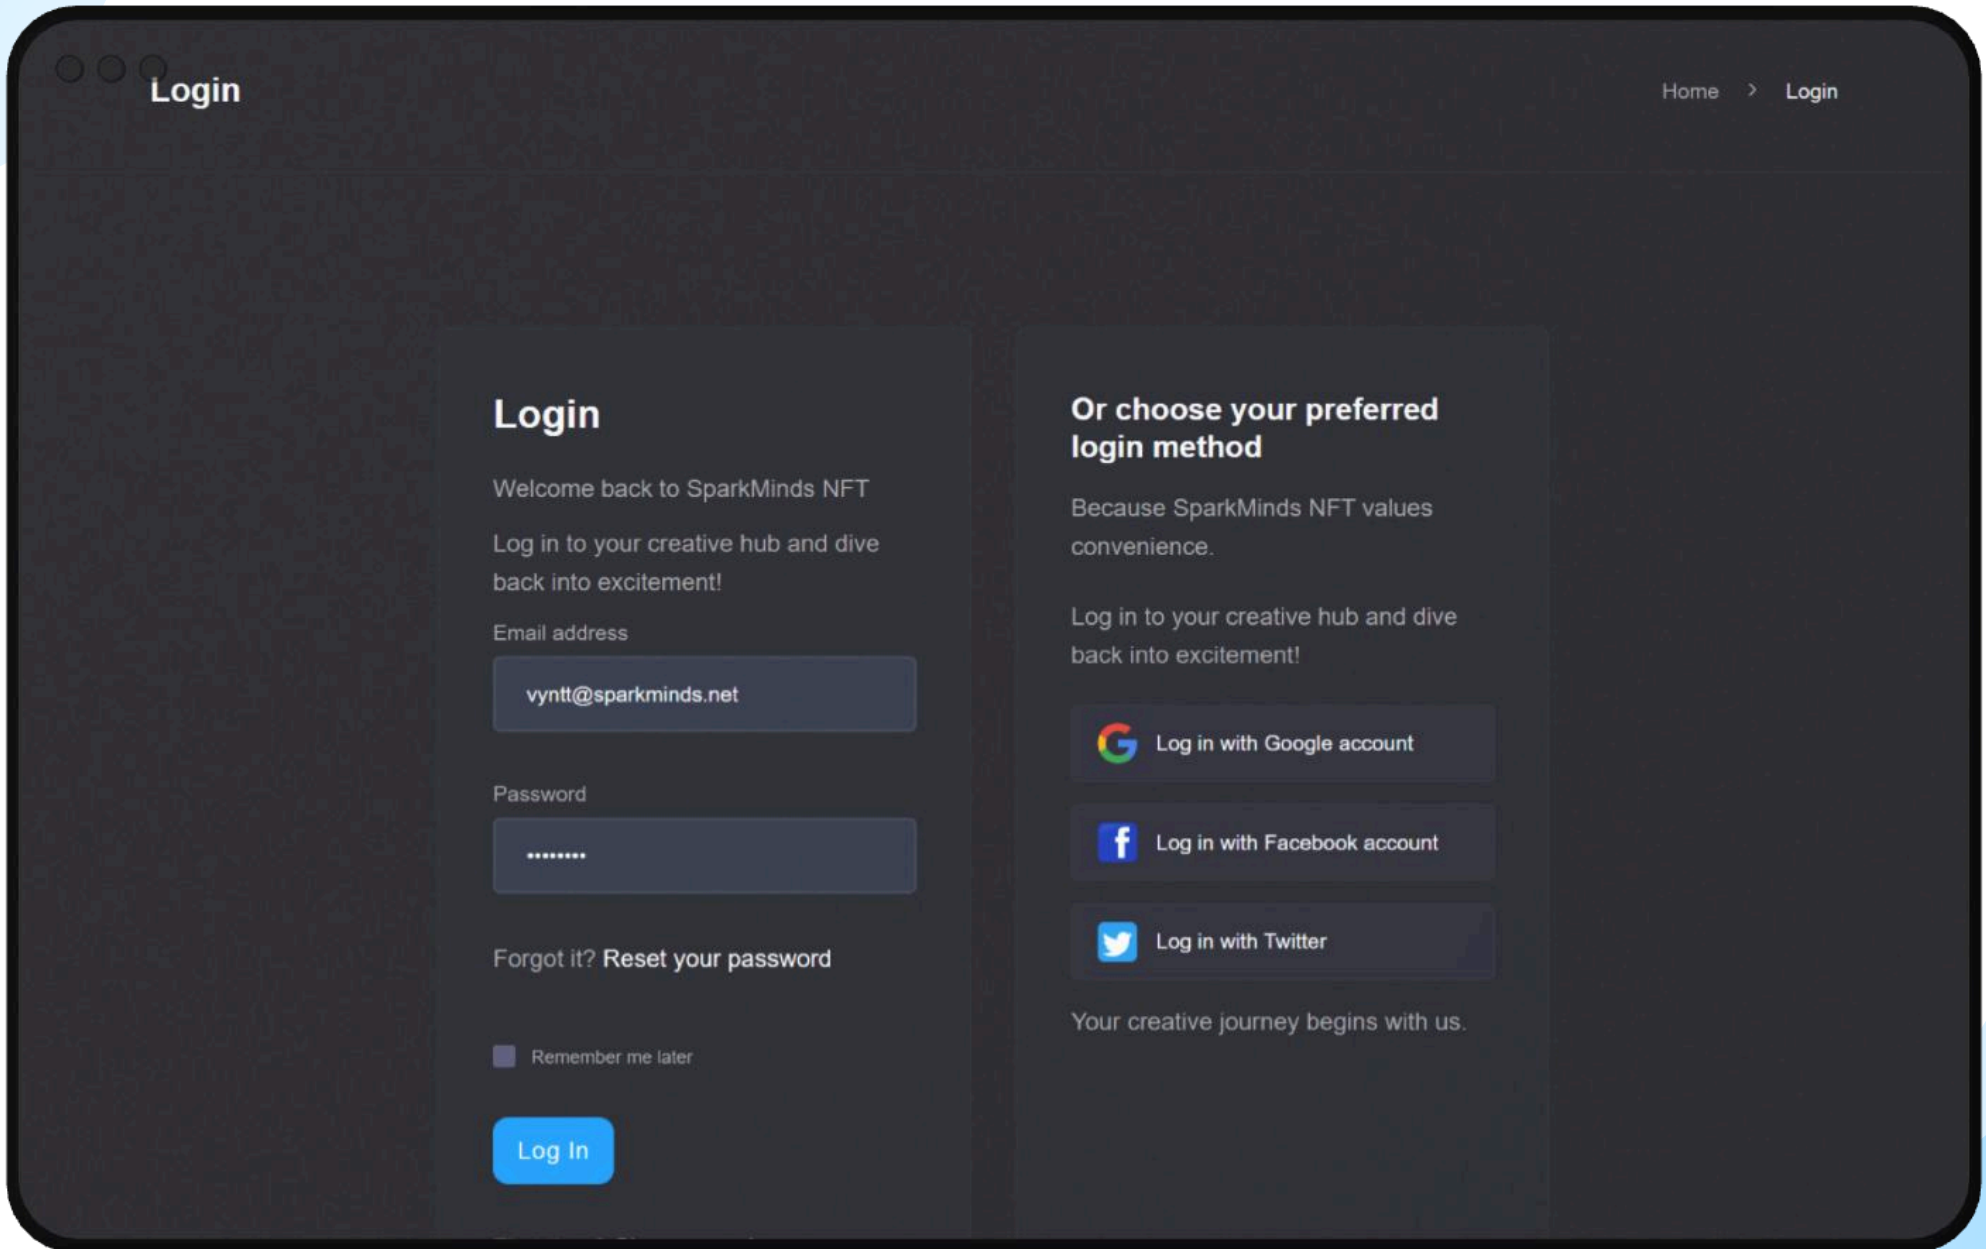 Login
Home > Login
Login
Welcome back to SparkMinds NFT
Log in to your creative hub and dive
back into excitement!
Email address
vyntt@sparkminds.net
Password
••••••••
Forgot it? Reset your password
Remember me later
Log In
Or choose your preferred
login method
Because SparkMinds NFT values
convenience.
Log in to your creative hub and dive
back into excitement!
Log in with Google account
Log in with Facebook account
Log in with Twitter
Your creative journey begins with us.